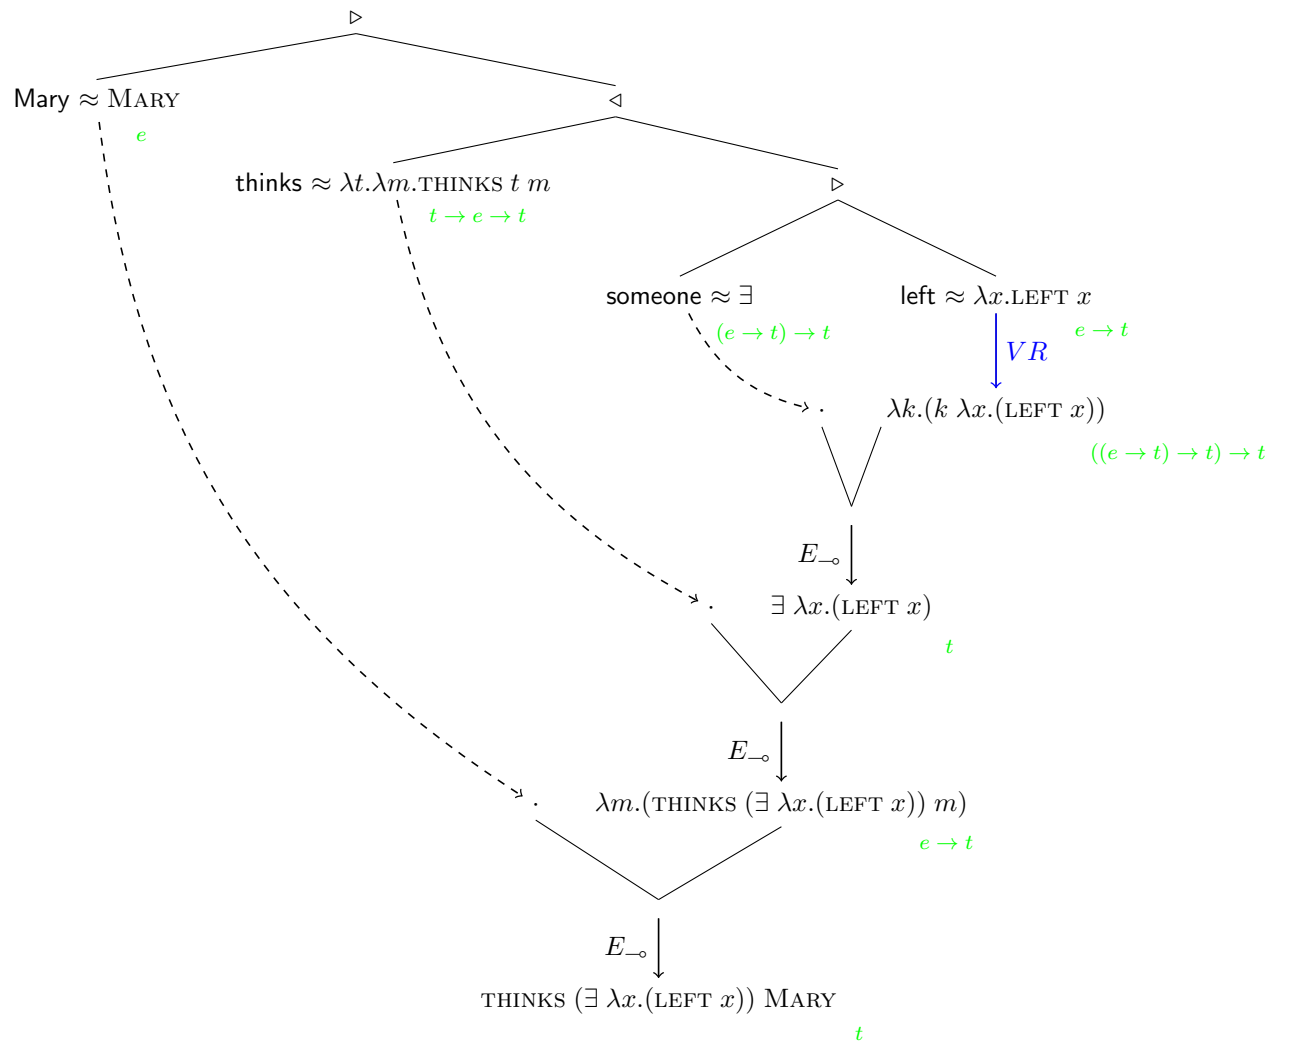 ▷
Mary ≈ Mary
e
◁
thinks ≈ λt.λm.thinks t m
t → e → t
▷
someone ≈ ∃
(e → t) → t
left ≈ λx.left x
e → t
VR
. λk.(k λx.(left x))
((e → t) → t) → t
E⊸
. ∃ λx.(left x)
t
E⊸
. λm.(thinks (∃ λx.(left x)) m)
e → t
E⊸
thinks (∃ λx.(left x)) Mary
t